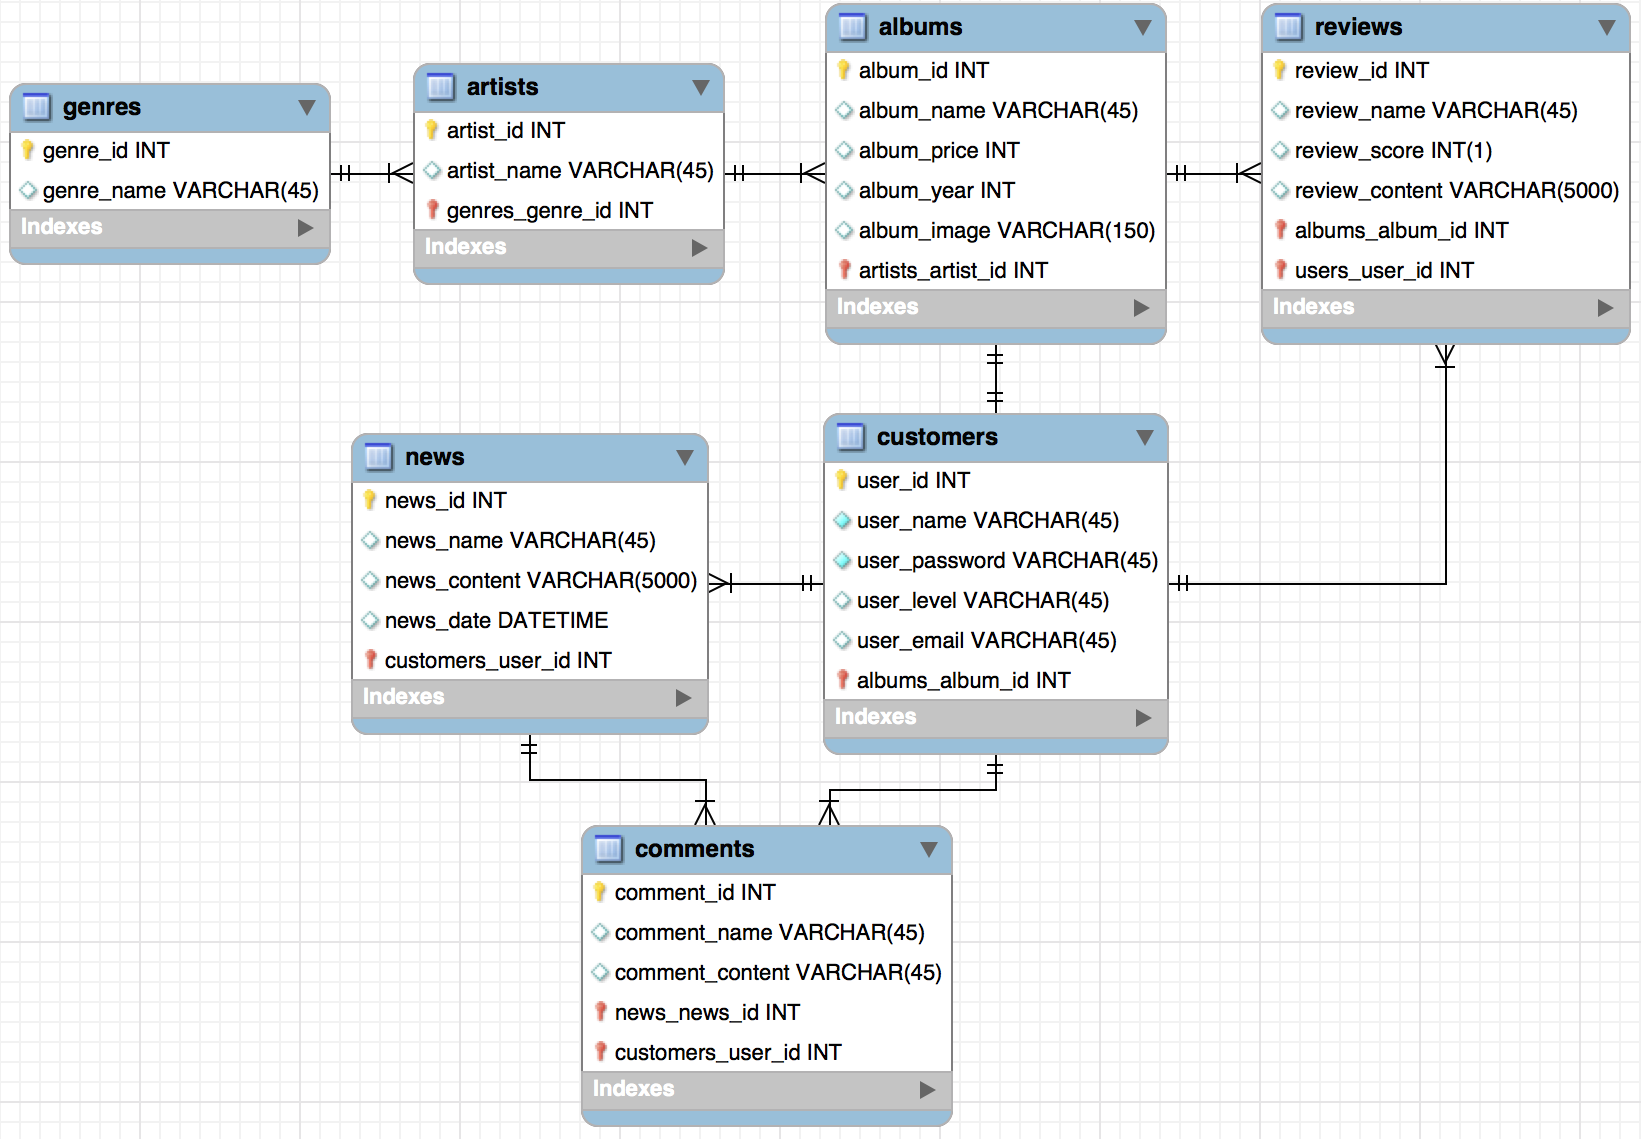 genres
genre_id INT
genre_name VARCHAR(45)
Indexes
artists
artist_id INT
artist_name VARCHAR(45)
genres_genre_id INT
Indexes
albums
album_id INT
album_name VARCHAR(45)
album_price INT
album_year INT
album_image VARCHAR(150)
artists_artist_id INT
Indexes
reviews
review_id INT
review_name VARCHAR(45)
review_score INT(1)
review_content VARCHAR(5000)
albums_album_id INT
users_user_id INT
Indexes
news
news_id INT
news_name VARCHAR(45)
news_content VARCHAR(5000)
news_date DATETIME
customers_user_id INT
Indexes
customers
user_id INT
user_name VARCHAR(45)
user_password VARCHAR(45)
user_level VARCHAR(45)
user_email VARCHAR(45)
albums_album_id INT
Indexes
comments
comment_id INT
comment_name VARCHAR(45)
comment_content VARCHAR(45)
news_news_id INT
customers_user_id INT
Indexes